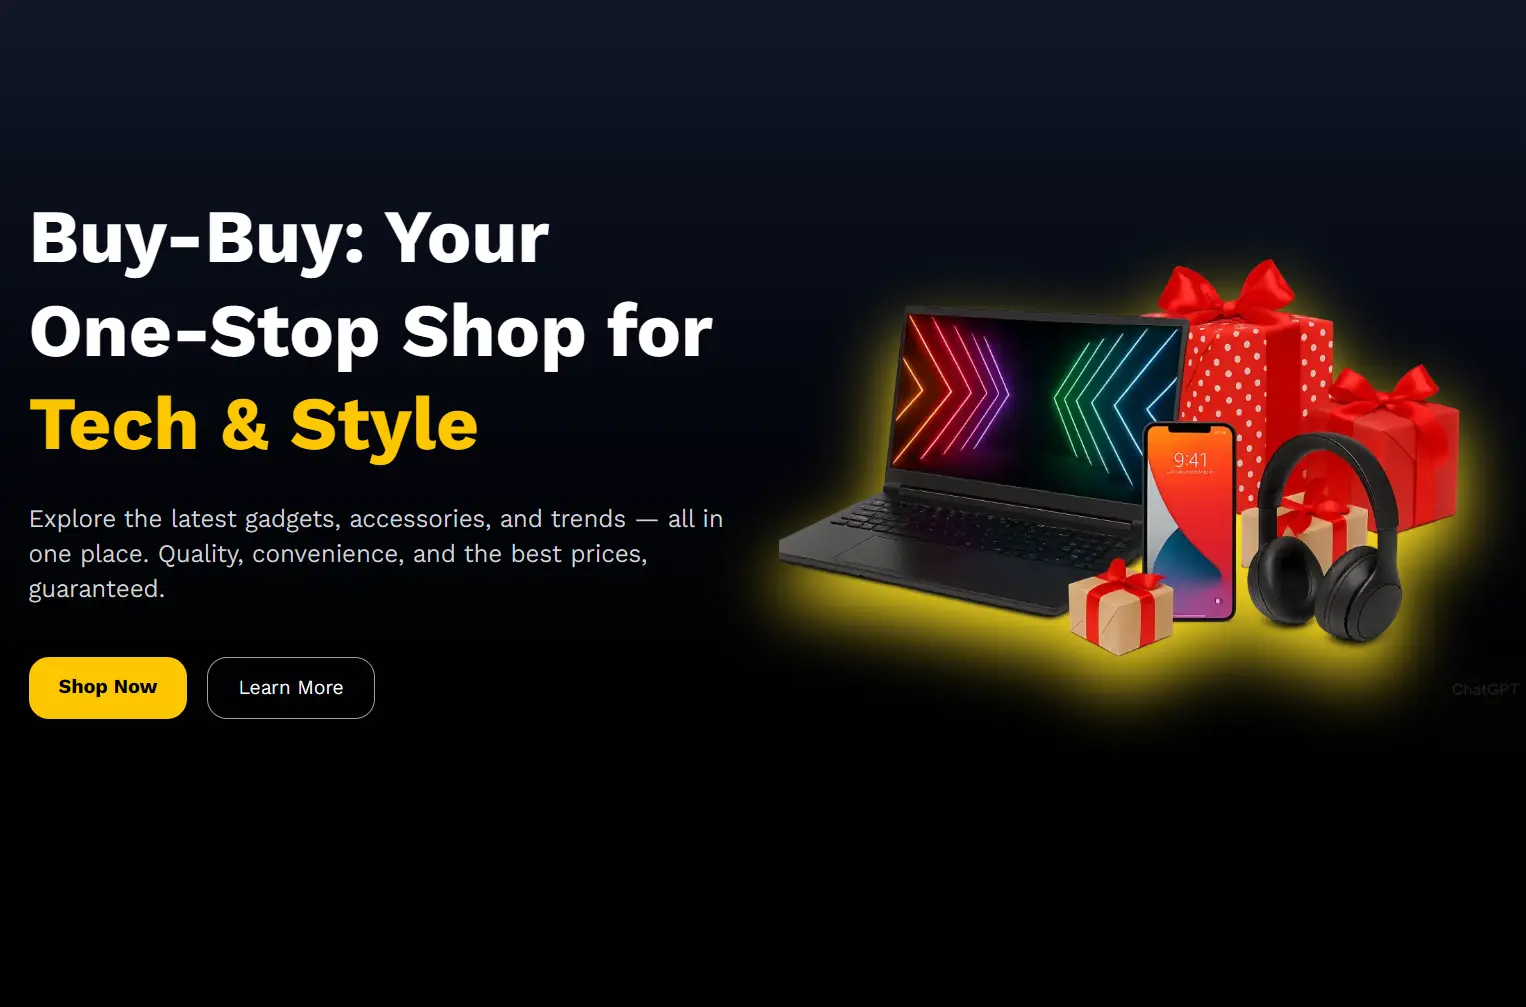 Buy-Buy: Your
One-Stop Shop for
Tech & Style
Explore the latest gadgets, accessories, and trends — all in
one place. Quality, convenience, and the best prices,
guaranteed.
Shop Now
Learn More
9:41
ChatGPT